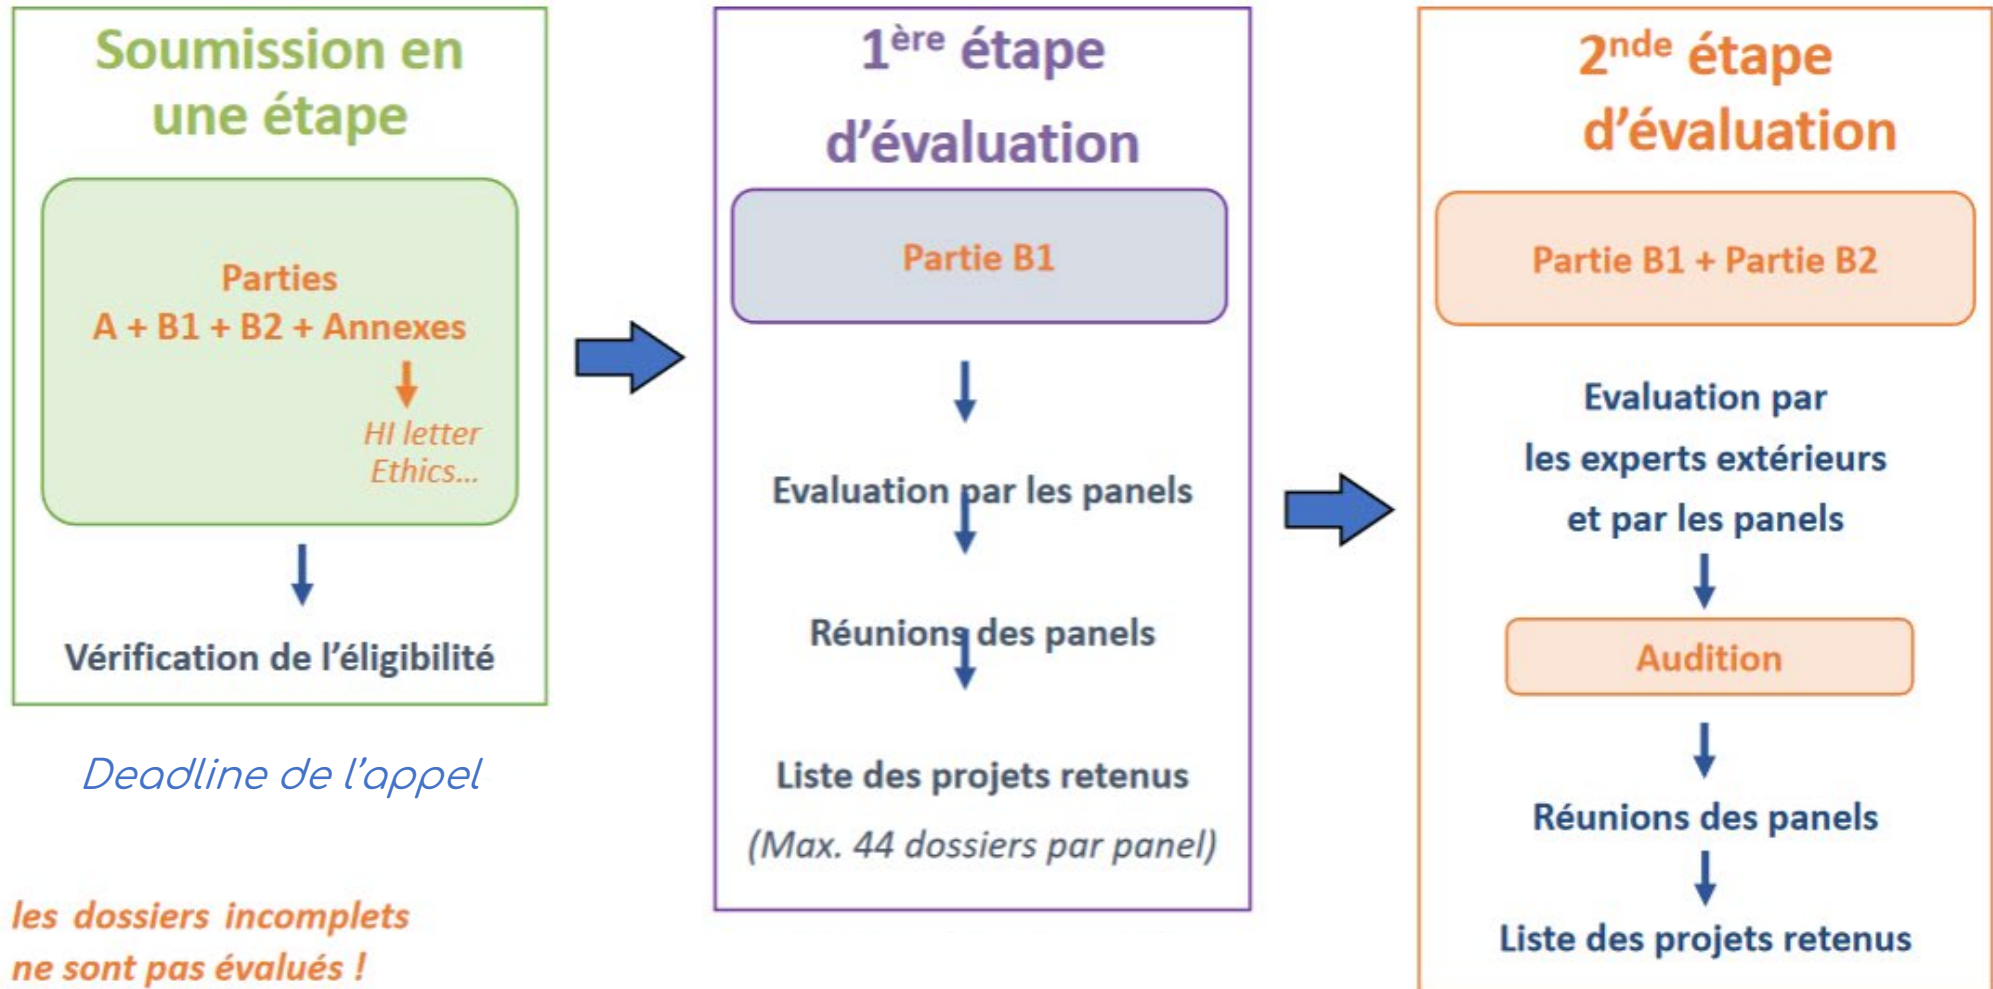 Soumission en
une étape
Parties
A + B1 + B2 + Annexes
HI letter
Ethics...
Vérification de l'éligibilité
Deadline de l'appel
les dossiers incomplets
ne sont pas évalués !
1ère étape
d'évaluation
Partie B1
Evaluation par les panels
Réunions des panels
Liste des projets retenus
(Max. 44 dossiers par panel)
2nde étape
d'évaluation
Partie B1 + Partie B2
Evaluation par
les experts extérieurs
et par les panels
Audition
Réunions des panels
Liste des projets retenus